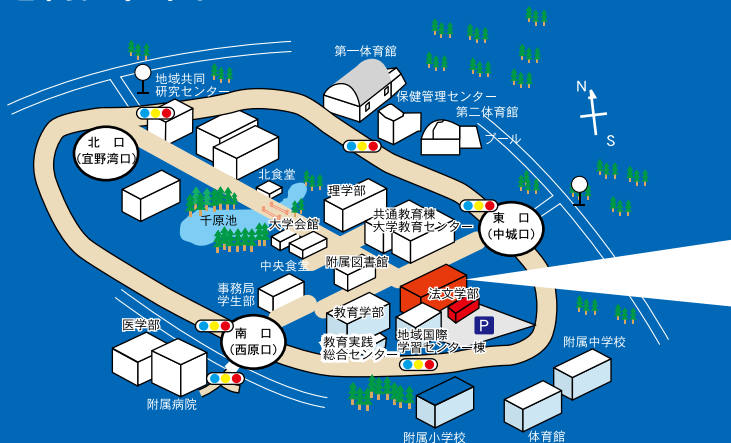 第一体育館
地域共同
研究センター
保健管理センター
第二体育館
プール
N
S
北 口
(宜野湾口)
北食堂
理学部
千原池
大学会館
共通教育棟
大学教育センター
東 口
(中城口)
中央食堂
附属図書館
事務局
学生部
法文学部
教育学部
医学部
南 口
(西原口)
教育実践
総合センター
地域国際
学習センター棟
P
附属中学校
附属病院
附属小学校
体育館